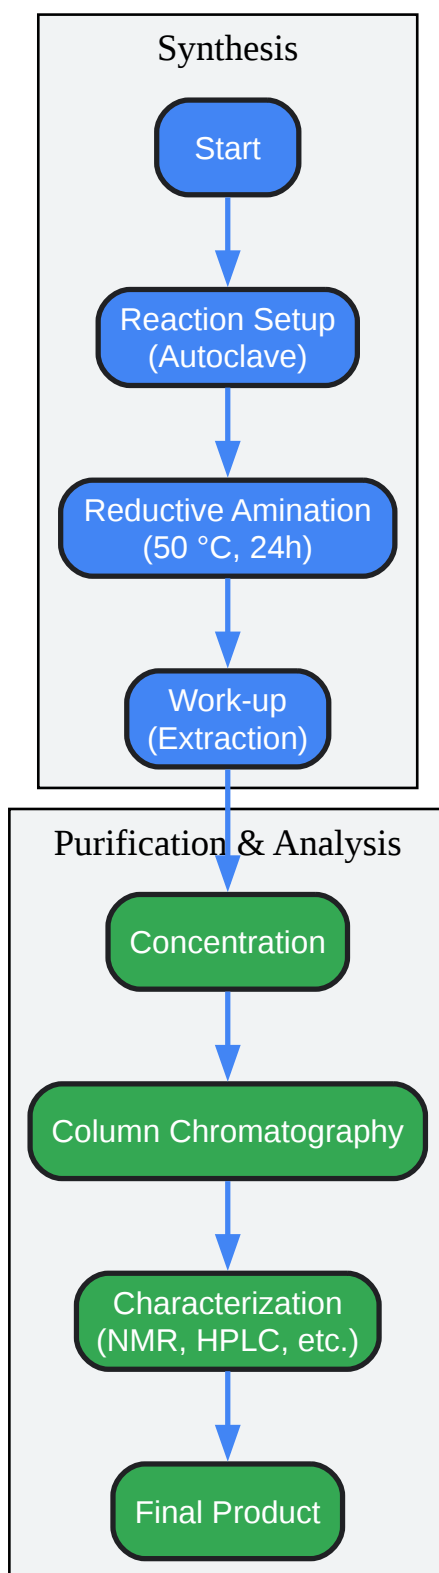 Synthesis
Start
Reaction Setup
(Autoclave)
Reductive Amination
(50 °C, 24h)
Work-up
(Extraction)
Purification & Analysis
Concentration
Column Chromatography
Characterization
(NMR, HPLC, etc.)
Final Product